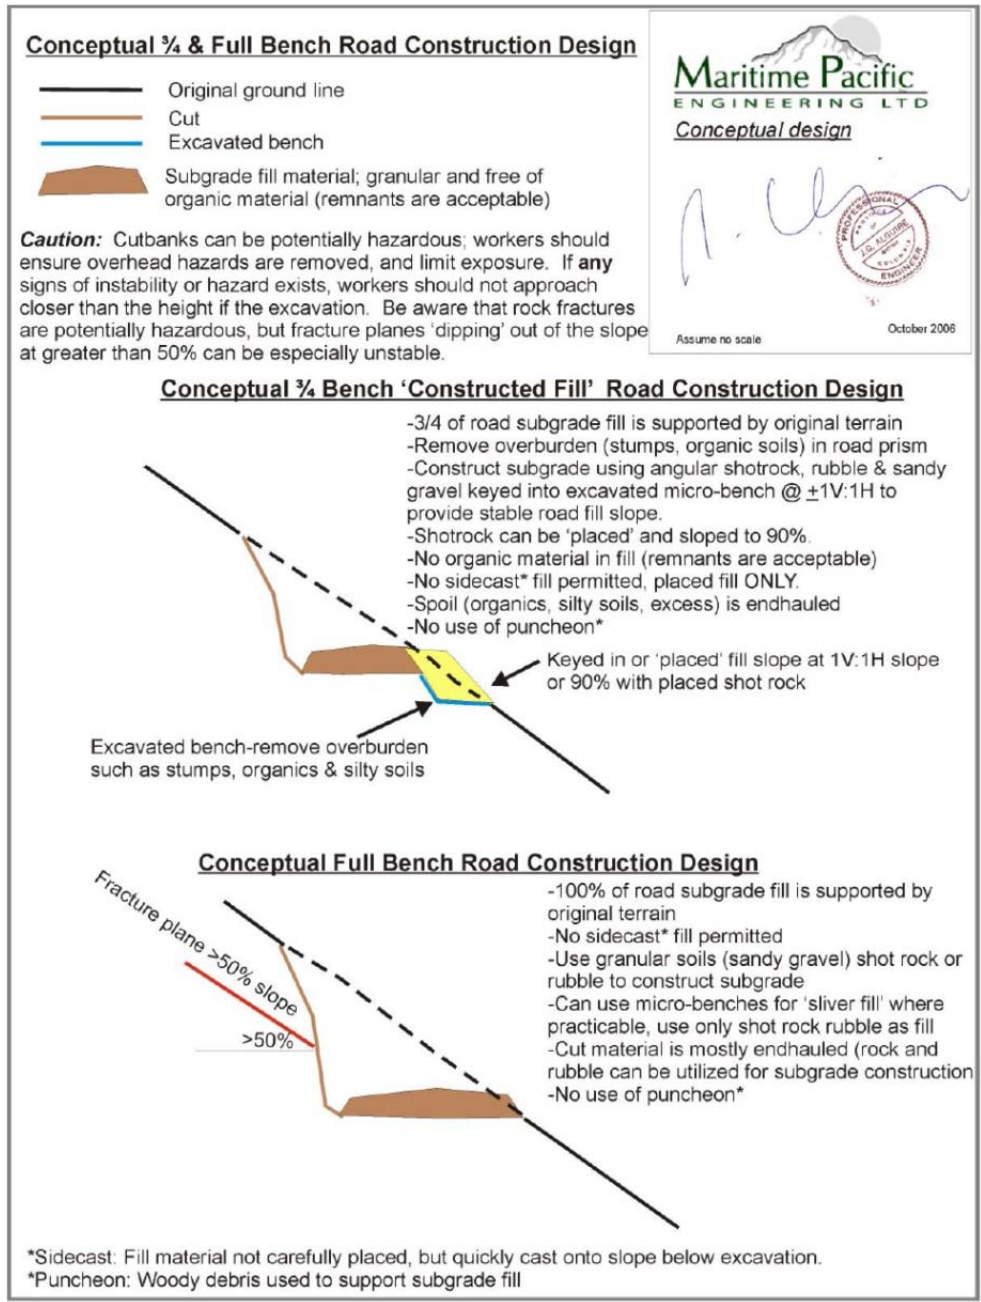 Conceptual ¾ & Full Bench Road Construction Design
Original ground line
Cut
Excavated bench
Subgrade fill material; granular and free of
organic material (remnants are acceptable)
Maritime Pacific
ENGINEERING LTD
Conceptual design
PROFESSIONAL
PROVINCE
OF
J.G. ALGUIRE
BRITISH
COLUMBIA
ENGINEER
Assume no scale
October 2006
Caution: Cutbanks can be potentially hazardous; workers should
ensure overhead hazards are removed, and limit exposure. If any
signs of instability or hazard exists, workers should not approach
closer than the height if the excavation. Be aware that rock fractures
are potentially hazardous, but fracture planes 'dipping' out of the slope
at greater than 50% can be especially unstable.
Conceptual ¾ Bench 'Constructed Fill' Road Construction Design
-3/4 of road subgrade fill is supported by original terrain
-Remove overburden (stumps, organic soils) in road prism
-Construct subgrade using angular shotrock, rubble & sandy
gravel keyed into excavated micro-bench @ ±1V:1H to
provide stable road fill slope.
-Shotrock can be 'placed' and sloped to 90%.
-No organic material in fill (remnants are acceptable)
-No sidecast* fill permitted, placed fill ONLY.
-Spoil (organics, silty soils, excess) is endhauled
-No use of puncheon*
Keyed in or 'placed' fill slope at 1V:1H slope
or 90% with placed shot rock
Excavated bench-remove overburden
such as stumps, organics & silty soils
Conceptual Full Bench Road Construction Design
Fracture plane >50% slope
>50%
-100% of road subgrade fill is supported by
original terrain
-No sidecast* fill permitted
-Use granular soils (sandy gravel) shot rock or
rubble to construct subgrade
-Can use micro-benches for 'sliver fill' where
practicable, use only shot rock rubble as fill
-Cut material is mostly endhauled (rock and
rubble can be utilized for subgrade construction
-No use of puncheon*
*Sidecast: Fill material not carefully placed, but quickly cast onto slope below excavation.
*Puncheon: Woody debris used to support subgrade fill